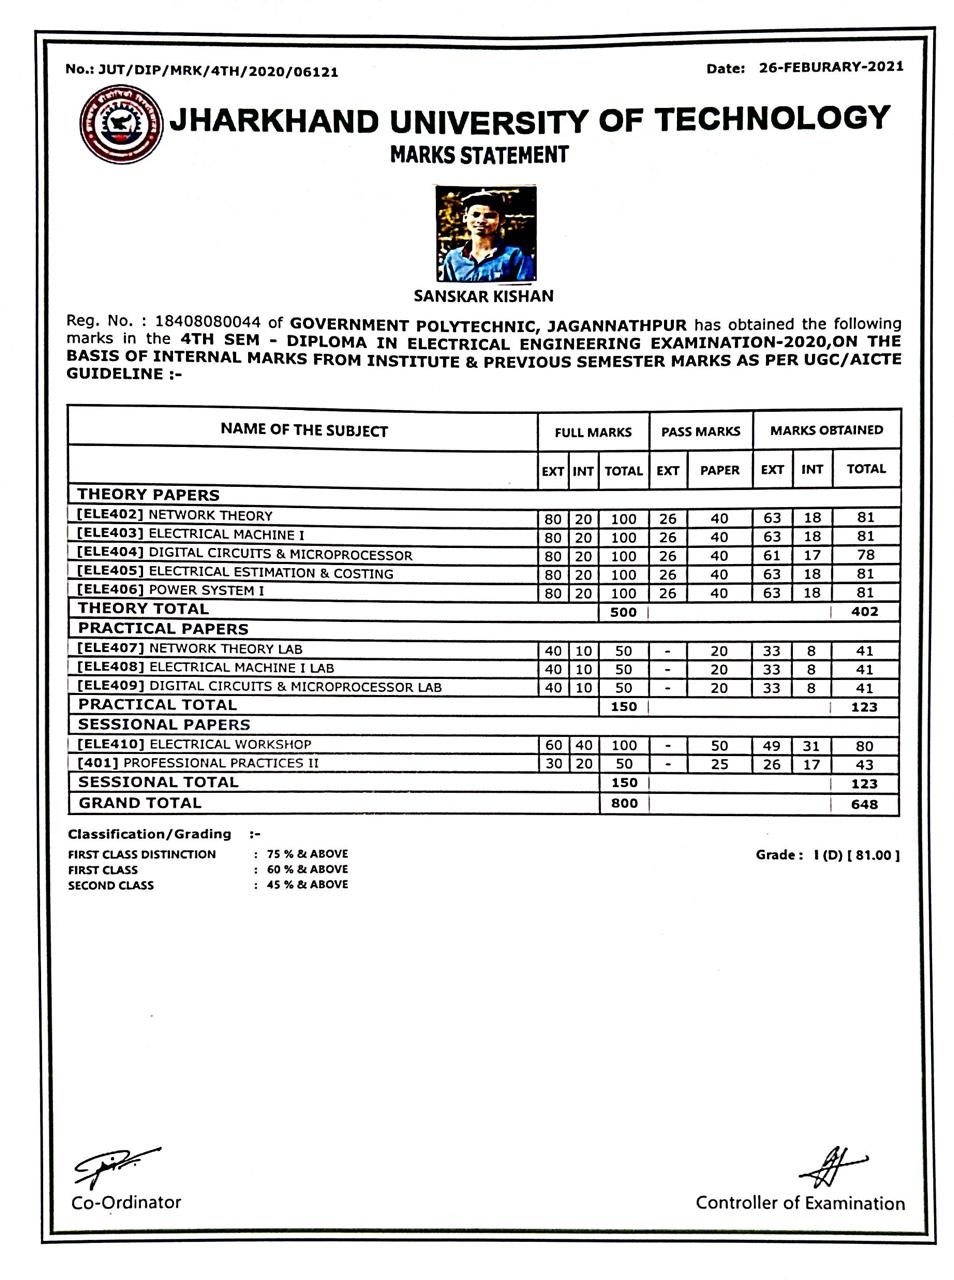 No.: JUT/DIP/MRK/4TH/2020/06121 Date: 26-FEBURARY-2021
JHARKHAND UNIVERSITY OF TECHNOLOGY
MARKS STATEMENT
SANSKAR KISHAN
Reg. No. : 18408080044 of GOVERNMENT POLYTECHNIC, JAGANNATHPUR has obtained the following
marks in the 4TH SEM - DIPLOMA IN ELECTRICAL ENGINEERING EXAMINATION-2020,ON THE
BASIS OF INTERNAL MARKS FROM INSTITUTE & PREVIOUS SEMESTER MARKS AS PER UGC/AICTE
GUIDELINE :-
NAME OF THE SUBJECT FULL MARKS PASS MARKS MARKS OBTAINED
EXT INT TOTAL EXT PAPER EXT INT TOTAL
THEORY PAPERS
[ELE402] NETWORK THEORY 80 20 100 26 40 63 18 81
[ELE403] ELECTRICAL MACHINE I 80 20 100 26 40 63 18 81
[ELE404] DIGITAL CIRCUITS & MICROPROCESSOR 80 20 100 26 40 61 17 78
[ELE405] ELECTRICAL ESTIMATION & COSTING 80 20 100 26 40 63 18 81
[ELE406] POWER SYSTEM I 80 20 100 26 40 63 18 81
THEORY TOTAL 500 402
PRACTICAL PAPERS
[ELE407] NETWORK THEORY LAB 40 10 50 - 20 33 8 41
[ELE408] ELECTRICAL MACHINE I LAB 40 10 50 - 20 33 8 41
[ELE409] DIGITAL CIRCUITS & MICROPROCESSOR LAB 40 10 50 - 20 33 8 41
PRACTICAL TOTAL 150 123
SESSIONAL PAPERS
[ELE410] ELECTRICAL WORKSHOP 60 40 100 - 50 49 31 80
[401] PROFESSIONAL PRACTICES II 30 20 50 - 25 26 17 43
SESSIONAL TOTAL 150 123
GRAND TOTAL 800 648
Classification/Grading :-
FIRST CLASS DISTINCTION : 75 % & ABOVE Grade : I (D) [ 81.00 ]
FIRST CLASS : 60 % & ABOVE
SECOND CLASS : 45 % & ABOVE
Co-Ordinator Controller of Examination